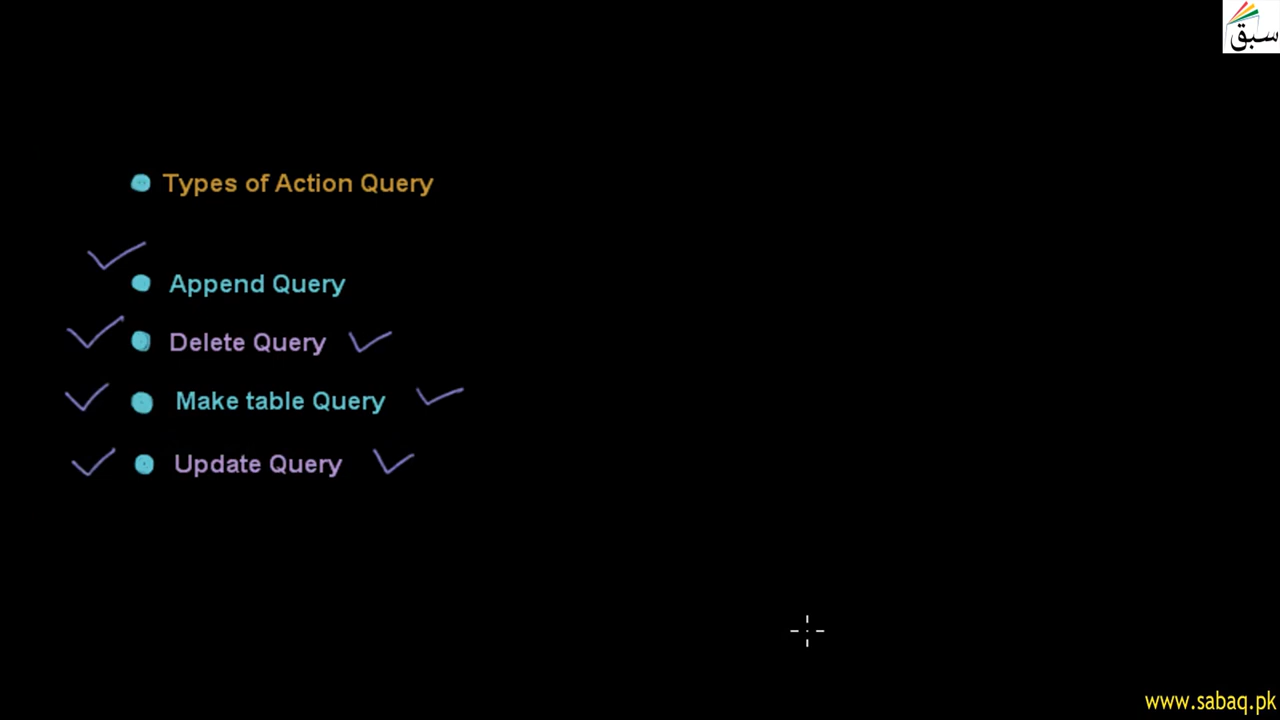 سبق
Types of Action Query
Append Query
Delete Query
Make table Query
Update Query
www.sabaq.pk